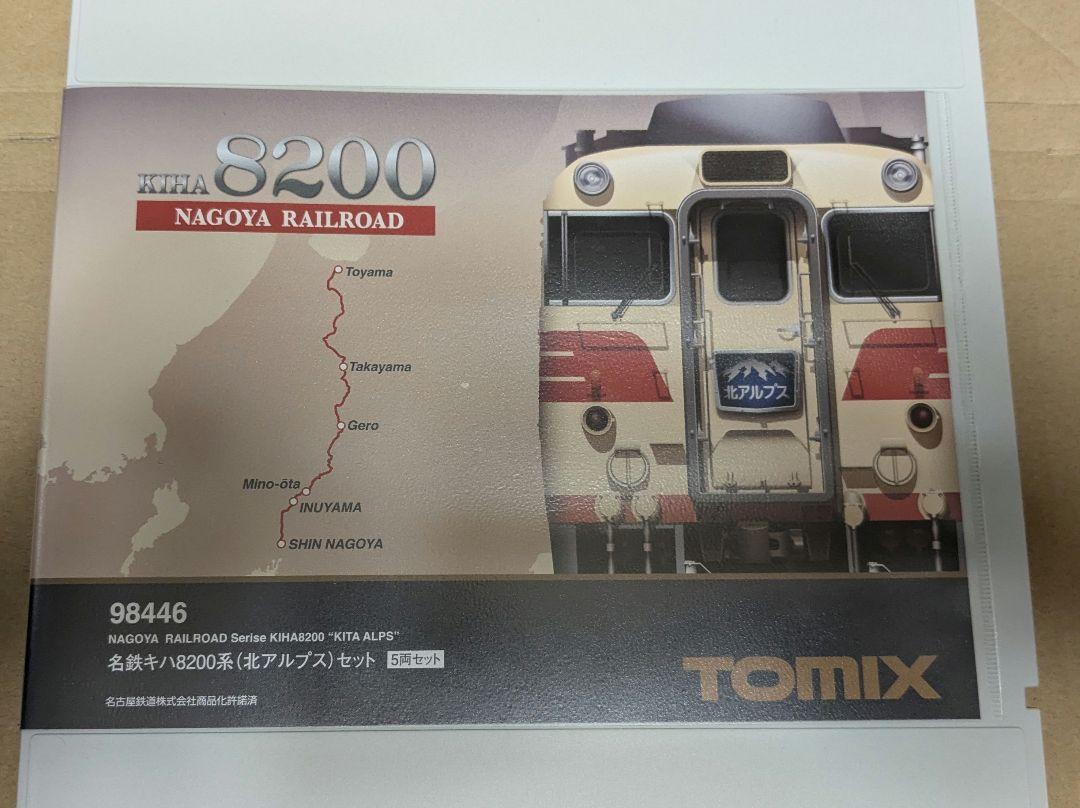 KIHA 8200
NAGOYA RAILROAD
Toyama
Takayama
Gero
Mino-ōta
INUYAMA
SHIN NAGOYA
北アルプス
98446
NAGOYA RAILROAD Serise KIHA8200 "KITA ALPS"
名鉄キハ8200系(北アルプス)セット 5両セット
名古屋鉄道株式会社商品化許諾済
TOMIX